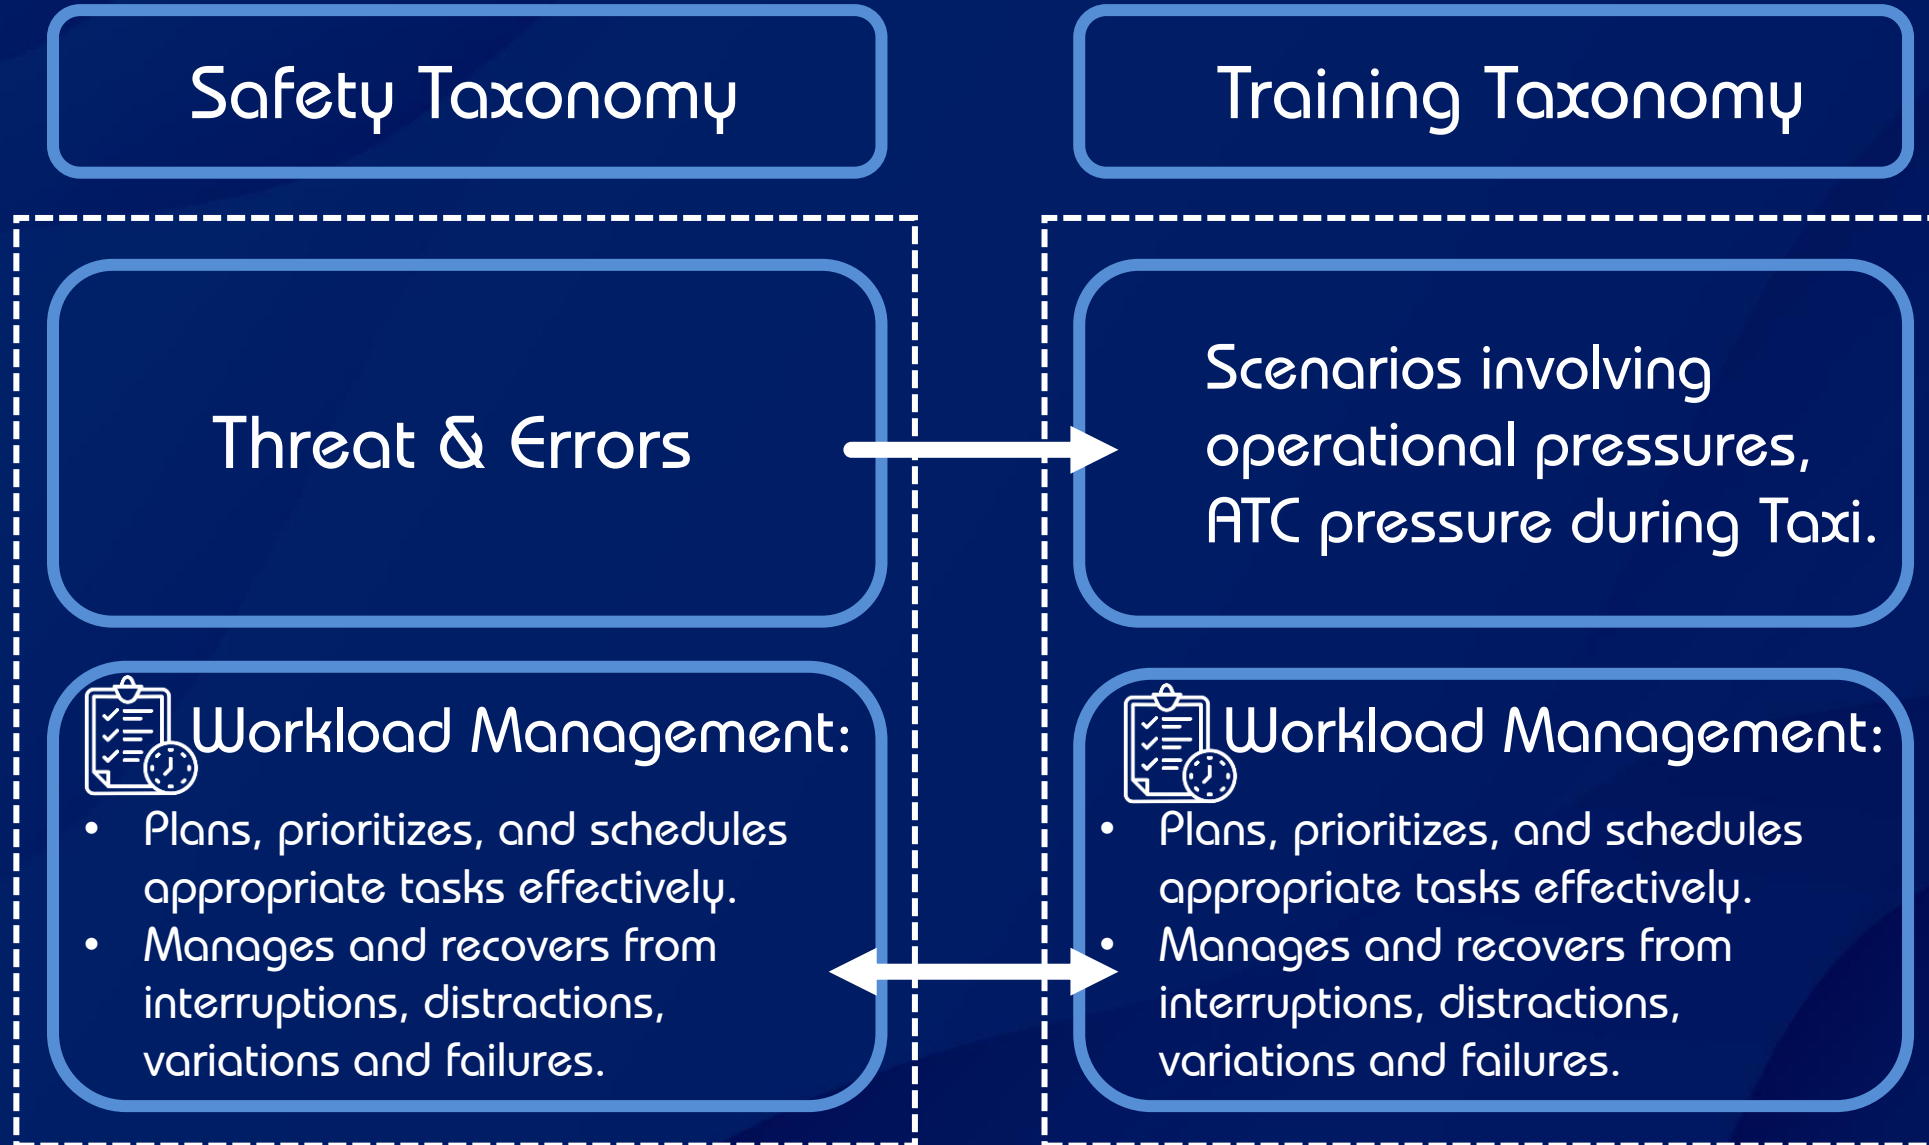 Safety Taxonomy
Training Taxonomy
Threat & Errors
Scenarios involving
operational pressures,
ATC pressure during Taxi.
Workload Management:
• Plans, prioritizes, and schedules
appropriate tasks effectively.
• Manages and recovers from
interruptions, distractions,
variations and failures.
Workload Management:
• Plans, prioritizes, and schedules
appropriate tasks effectively.
• Manages and recovers from
interruptions, distractions,
variations and failures.